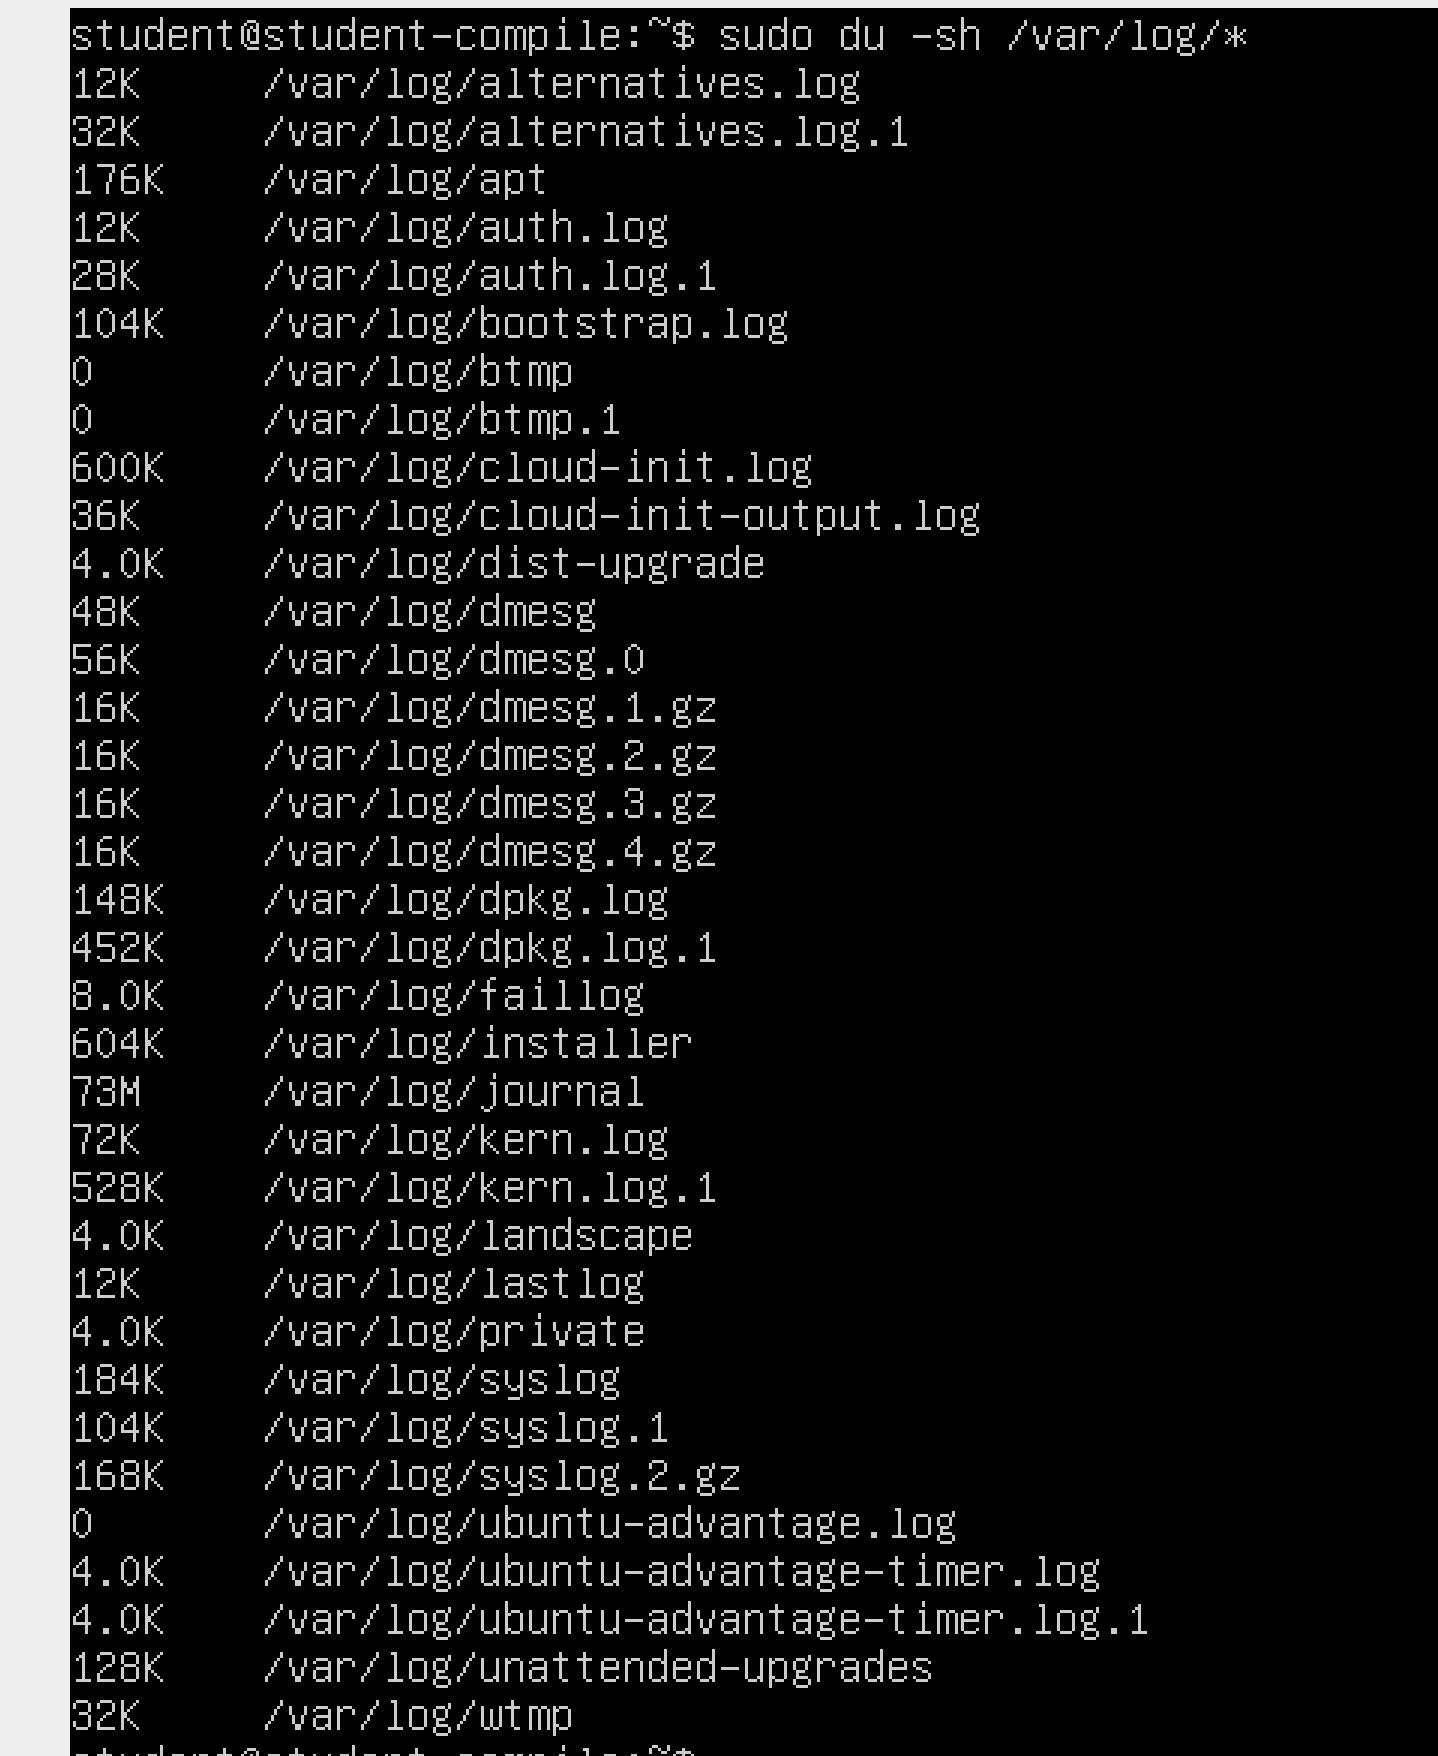 student@student-compile:~$ sudo du -sh /var/log/*
12K /var/log/alternatives.log
32K /var/log/alternatives.log.1
176K /var/log/apt
12K /var/log/auth.log
28K /var/log/auth.log.1
104K /var/log/bootstrap.log
0 /var/log/btmp
0 /var/log/btmp.1
600K /var/log/cloud-init.log
36K /var/log/cloud-init-output.log
4.0K /var/log/dist-upgrade
48K /var/log/dmesg
56K /var/log/dmesg.0
16K /var/log/dmesg.1.gz
16K /var/log/dmesg.2.gz
16K /var/log/dmesg.3.gz
16K /var/log/dmesg.4.gz
148K /var/log/dpkg.log
452K /var/log/dpkg.log.1
8.0K /var/log/faillog
604K /var/log/installer
73M /var/log/journal
72K /var/log/kern.log
528K /var/log/kern.log.1
4.0K /var/log/landscape
12K /var/log/lastlog
4.0K /var/log/private
184K /var/log/syslog
104K /var/log/syslog.1
168K /var/log/syslog.2.gz
0 /var/log/ubuntu-advantage.log
4.0K /var/log/ubuntu-advantage-timer.log
4.0K /var/log/ubuntu-advantage-timer.log.1
128K /var/log/unattended-upgrades
32K /var/log/wtmp
student@student-compile:~$